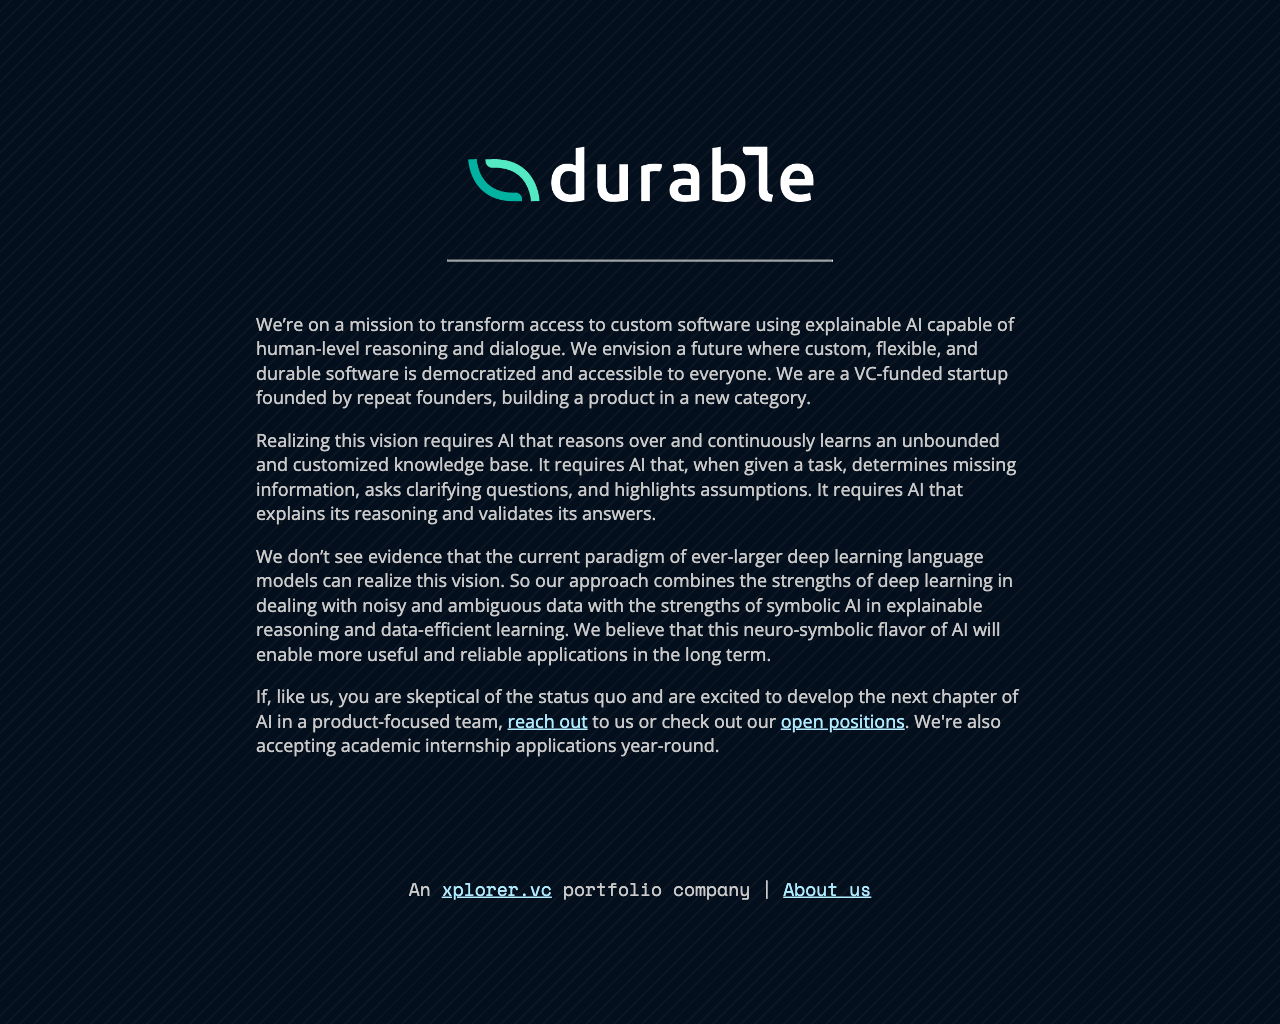 durable
We’re on a mission to transform access to custom software using explainable AI capable of
human-level reasoning and dialogue. We envision a future where custom, flexible, and
durable software is democratized and accessible to everyone. We are a VC-funded startup
founded by repeat founders, building a product in a new category.
Realizing this vision requires AI that reasons over and continuously learns an unbounded
and customized knowledge base. It requires AI that, when given a task, determines missing
information, asks clarifying questions, and highlights assumptions. It requires AI that
explains its reasoning and validates its answers.
We don’t see evidence that the current paradigm of ever-larger deep learning language
models can realize this vision. So our approach combines the strengths of deep learning in
dealing with noisy and ambiguous data with the strengths of symbolic AI in explainable
reasoning and data-efficient learning. We believe that this neuro-symbolic flavor of AI will
enable more useful and reliable applications in the long term.
If, like us, you are skeptical of the status quo and are excited to develop the next chapter of
AI in a product-focused team, reach out to us or check out our open positions. We're also
accepting academic internship applications year-round.
An xplorer.vc portfolio company | About us